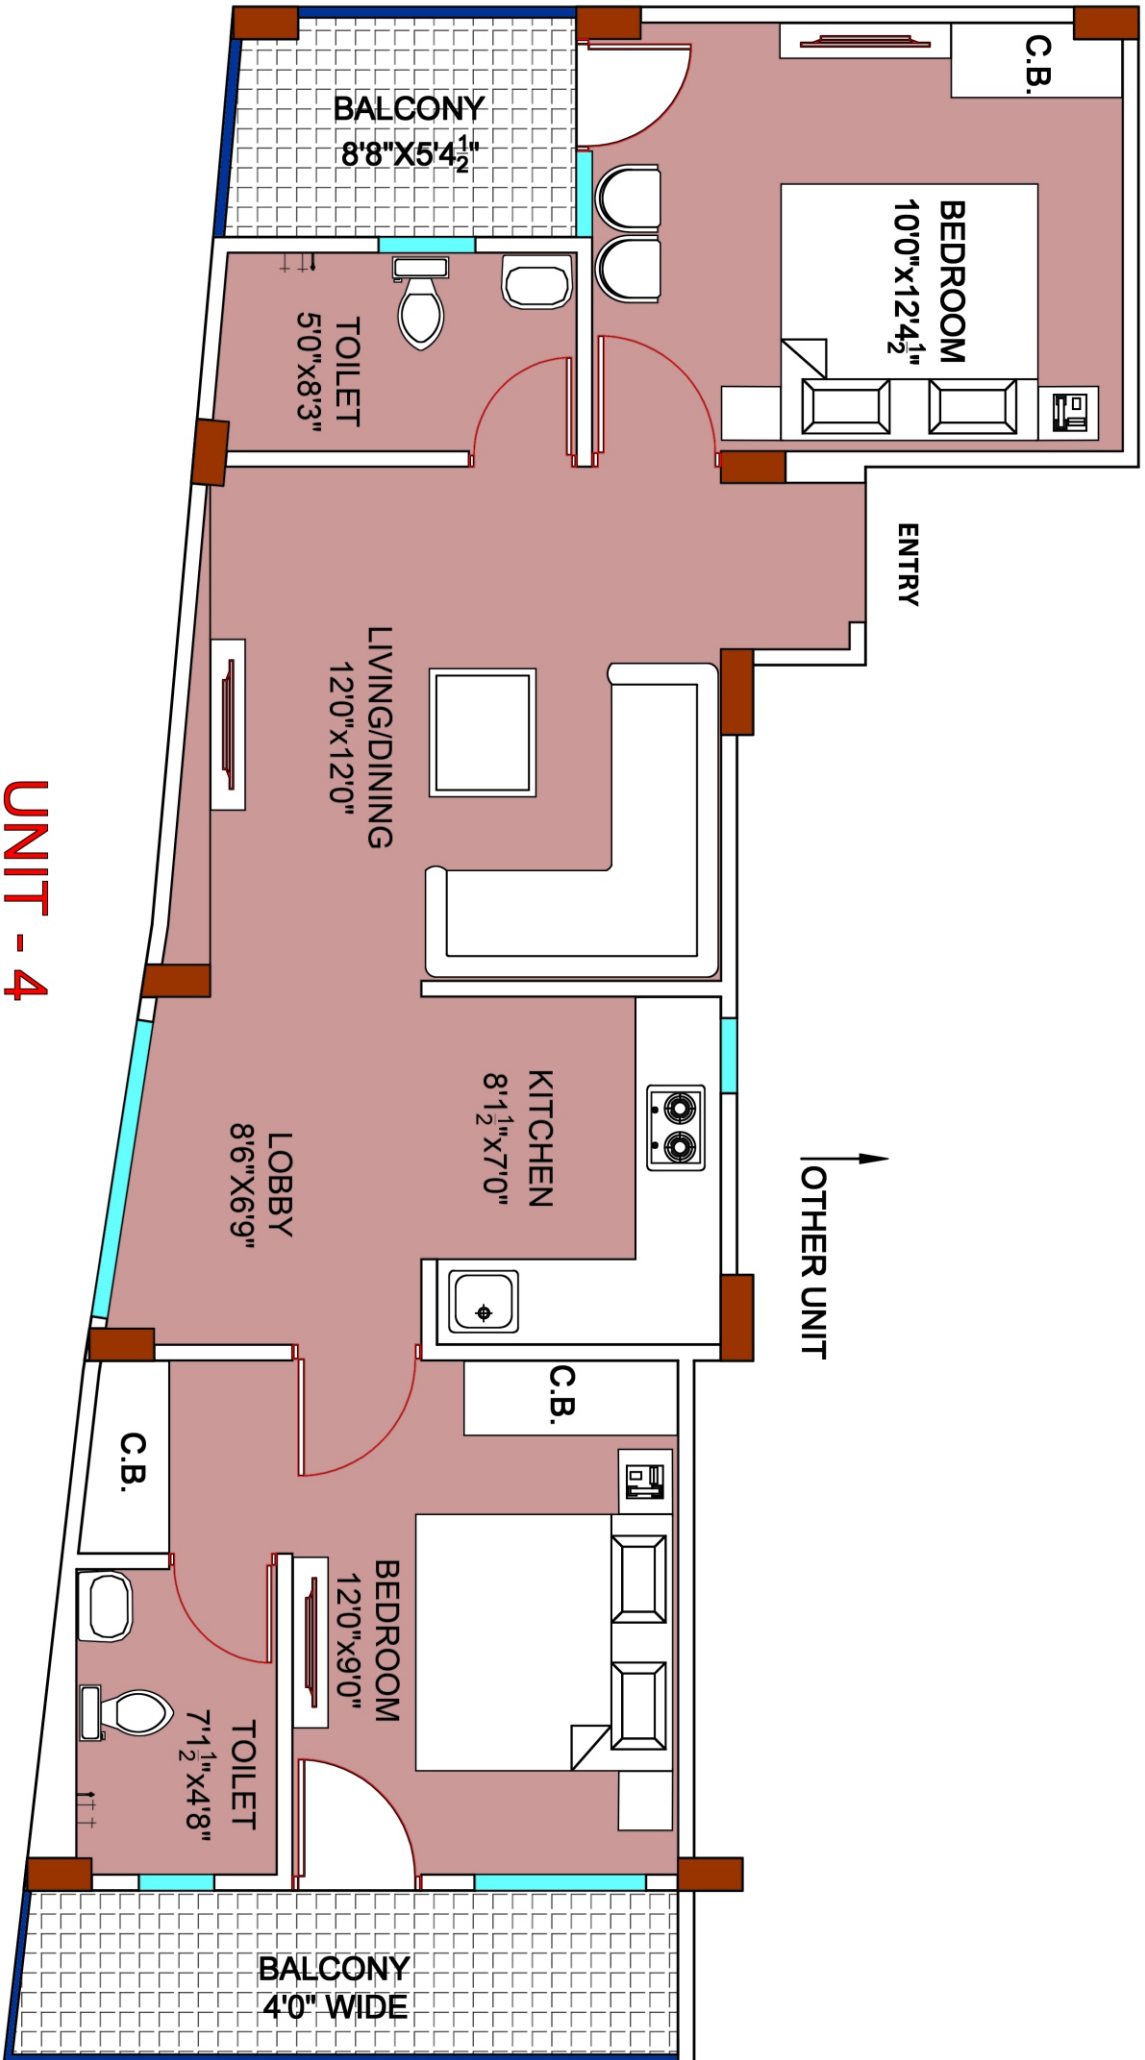 C.B.
BALCONY
8'8"X5'4½"
BEDROOM
10'0"x12'4½"
TOILET
5'0"x8'3"
ENTRY
LIVING/DINING
12'0"x12'0"
UNIT - 4
KITCHEN
8'1½"x7'0"
LOBBY
8'6"X6'9"
OTHER UNIT
C.B.
C.B.
BEDROOM
12'0"x9'0"
TOILET
7'1½"x4'8"
BALCONY
4'0" WIDE